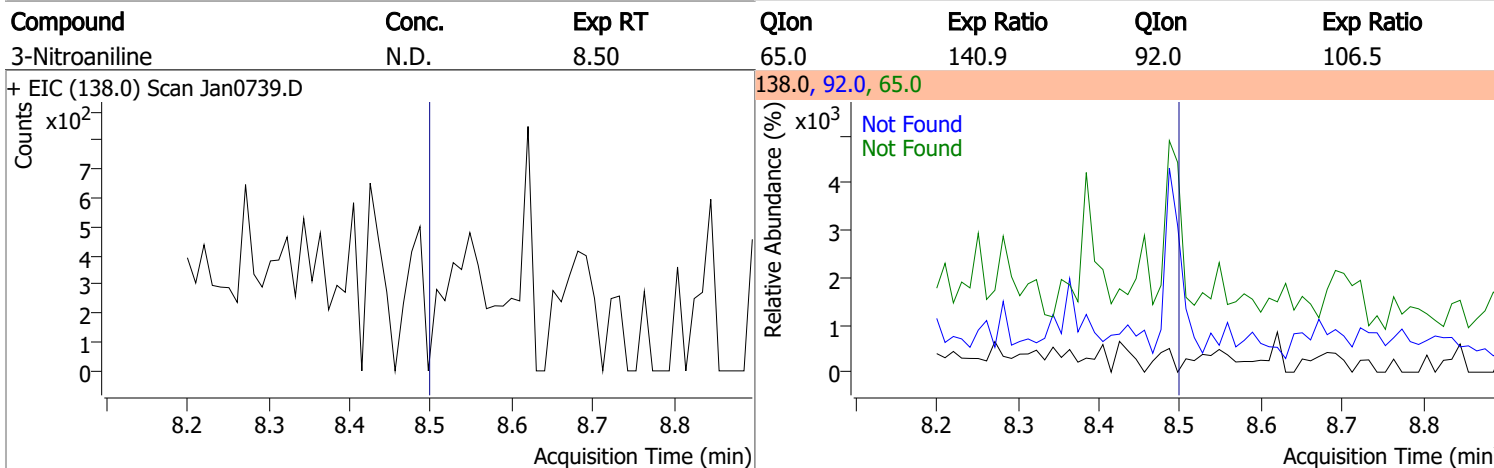 Compound Conc. Exp RT QIon Exp Ratio QIon Exp Ratio
3-Nitroaniline N.D. 8.50 65.0 140.9 92.0 106.5
+ EIC (138.0) Scan Jan0739.D
Counts
x10²
7
6
5
4
3
2
1
0
8.2 8.3 8.4 8.5 8.6 8.7 8.8
Acquisition Time (min)
138.0, 92.0, 65.0
Relative Abundance (%)
x10³
Not Found
Not Found
4
3
2
1
0
8.2 8.3 8.4 8.5 8.6 8.7 8.8
Acquisition Time (min